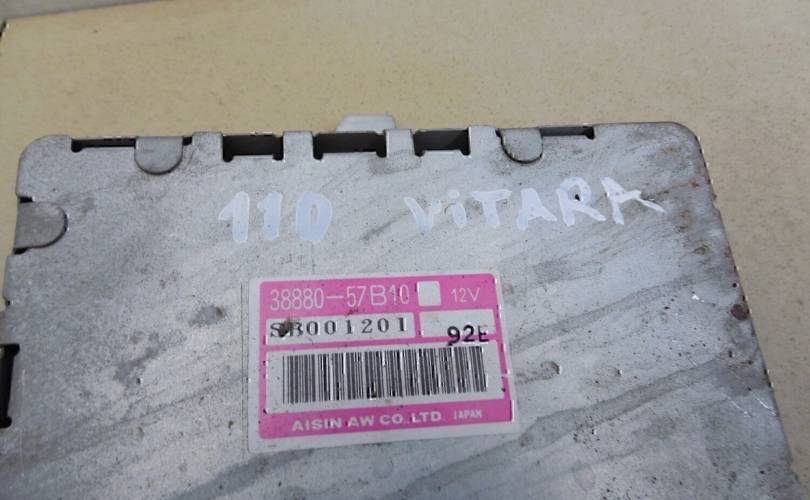 110 ViTARA
38880-57B10 12V
SB001201
92E
AISIN AW CO.,LTD. JAPAN